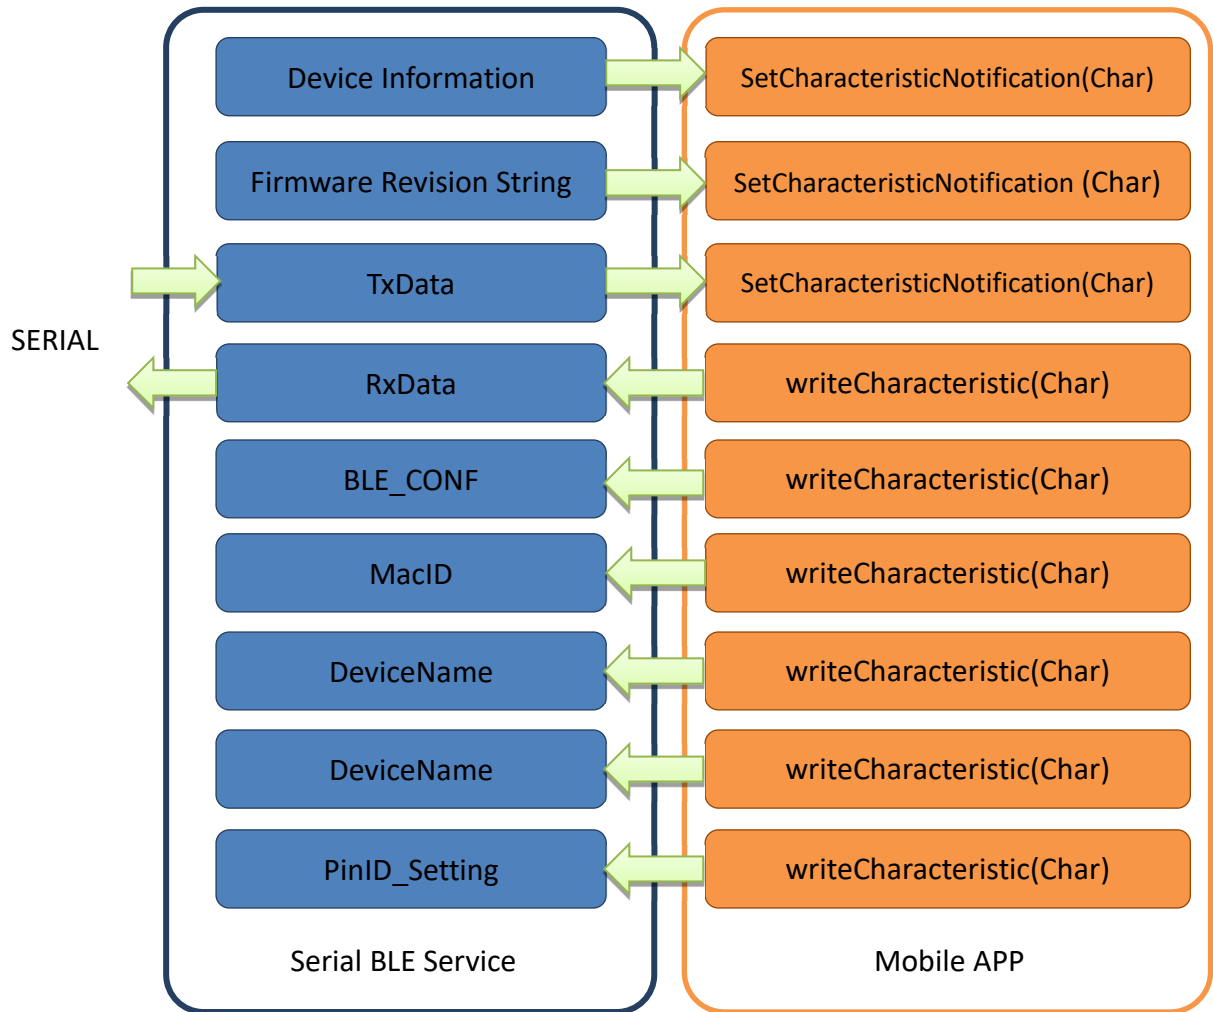 Device Information
SetCharacteristicNotification(Char)
Firmware Revision String
SetCharacteristicNotification (Char)
TxData
SetCharacteristicNotification(Char)
SERIAL
RxData
writeCharacteristic(Char)
BLE_CONF
writeCharacteristic(Char)
MacID
writeCharacteristic(Char)
DeviceName
writeCharacteristic(Char)
DeviceName
writeCharacteristic(Char)
PinID_Setting
writeCharacteristic(Char)
Serial BLE Service
Mobile APP